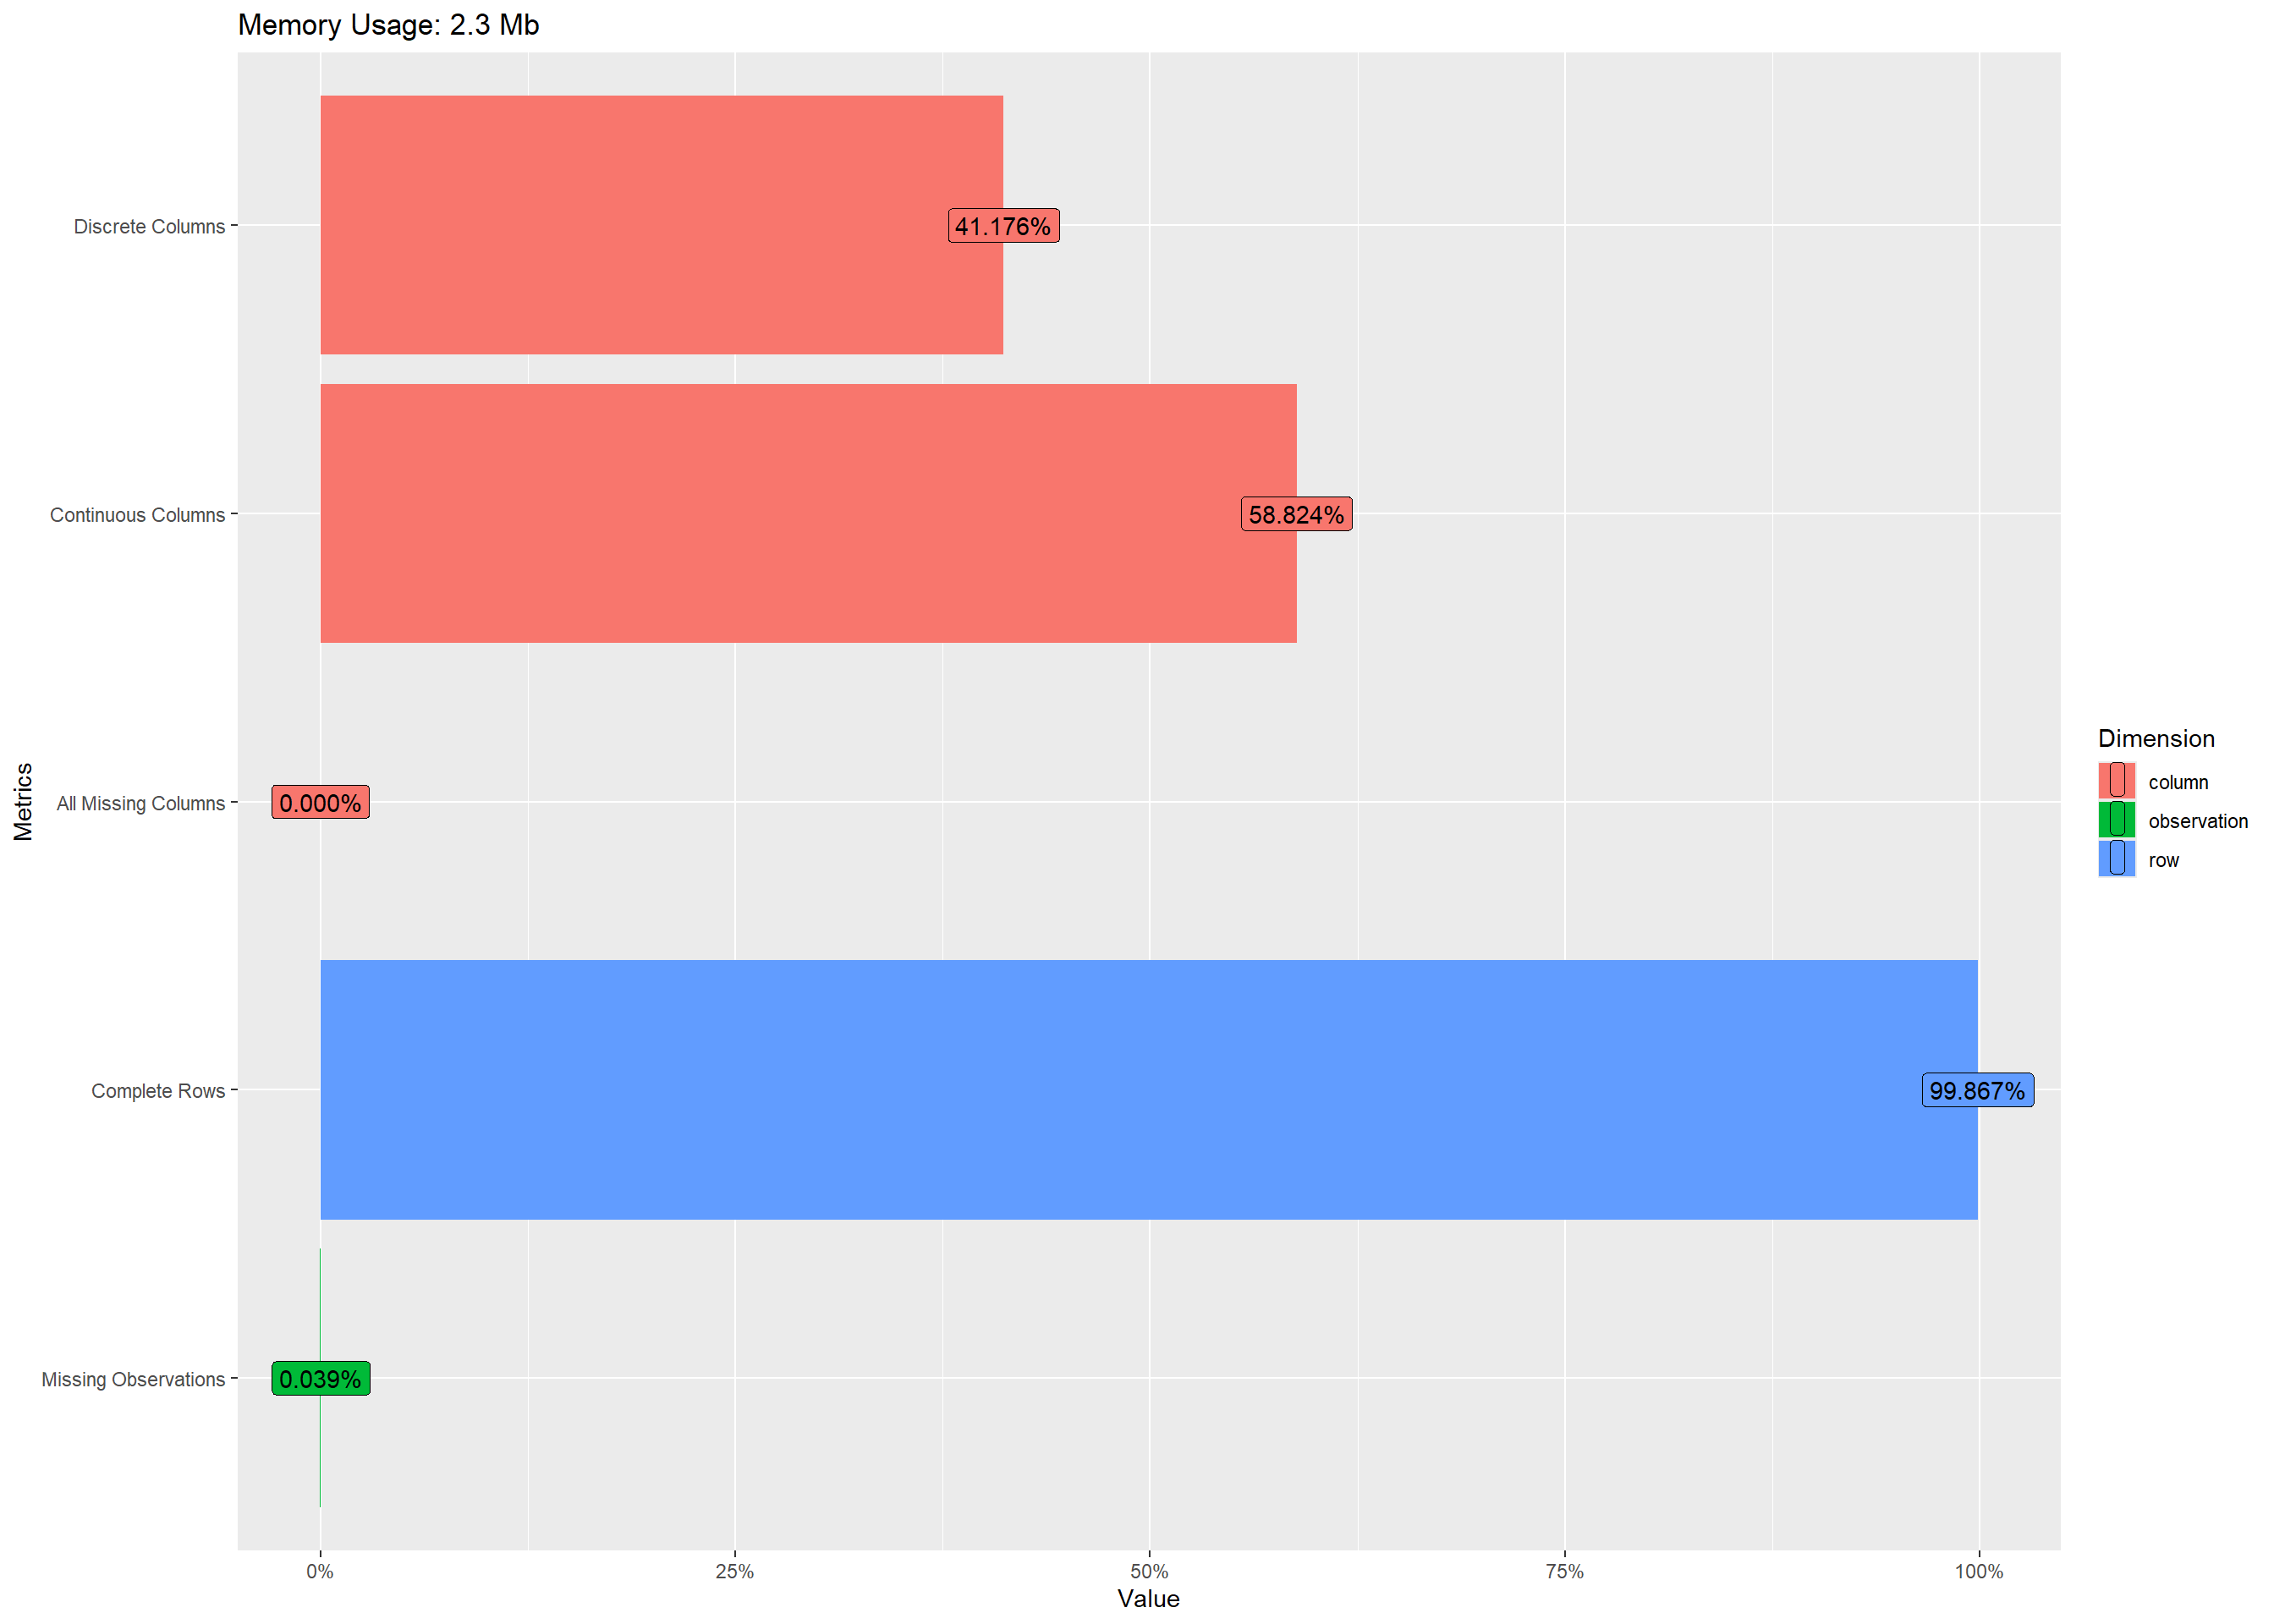 Memory Usage: 2.3 Mb
Discrete Columns
41.176%
Continuous Columns
58.824%
All Missing Columns
0.000%
Complete Rows
99.867%
Missing Observations
0.039%
Metrics
0%
25%
50%
75%
100%
Value
Dimension
column
observation
row